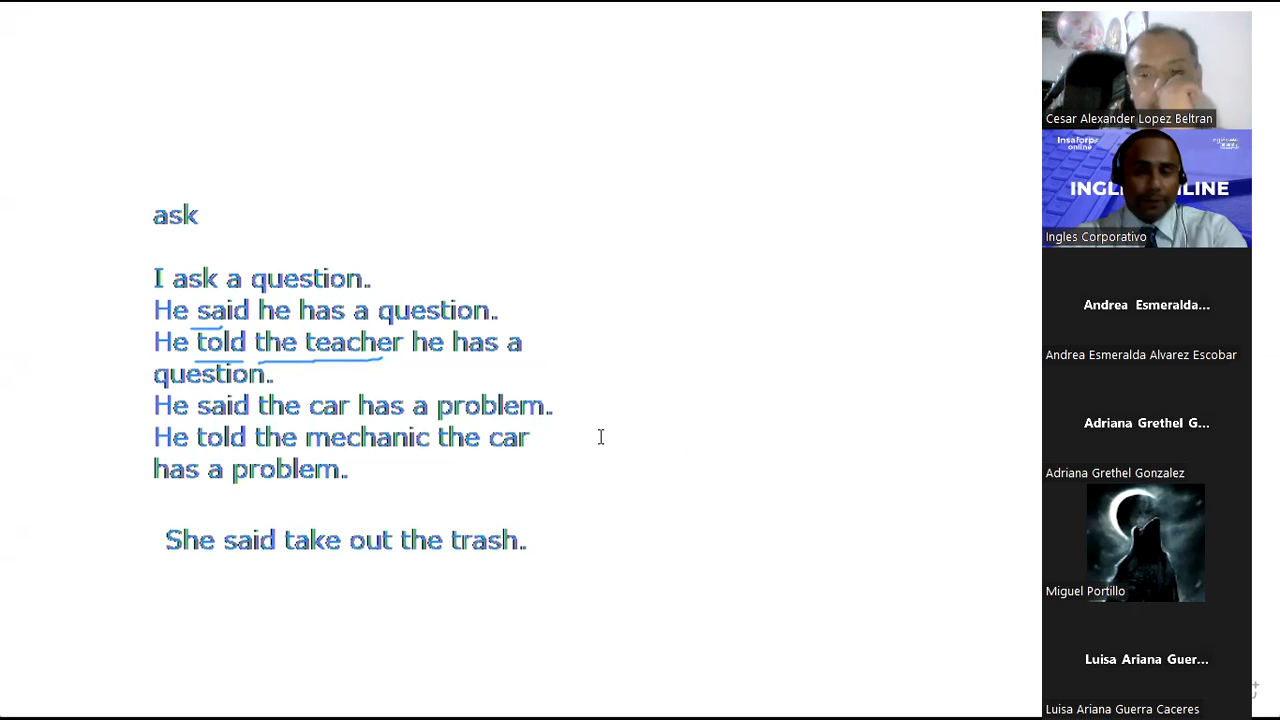 ask
I ask a question.
He said he has a question.
He told the teacher he has a
question.
He said the car has a problem.
He told the mechanic the car
has a problem.
She said take out the trash.
Cesar Alexander Lopez Beltran
Insaforp
online
INGL LINE
Ingles Corporativo
Andrea Esmeralda...
Andrea Esmeralda Alvarez Escobar
Adriana Grethel G...
Adriana Grethel Gonzalez
Miguel Portillo
Luisa Ariana Guer...
Luisa Ariana Guerra Caceres